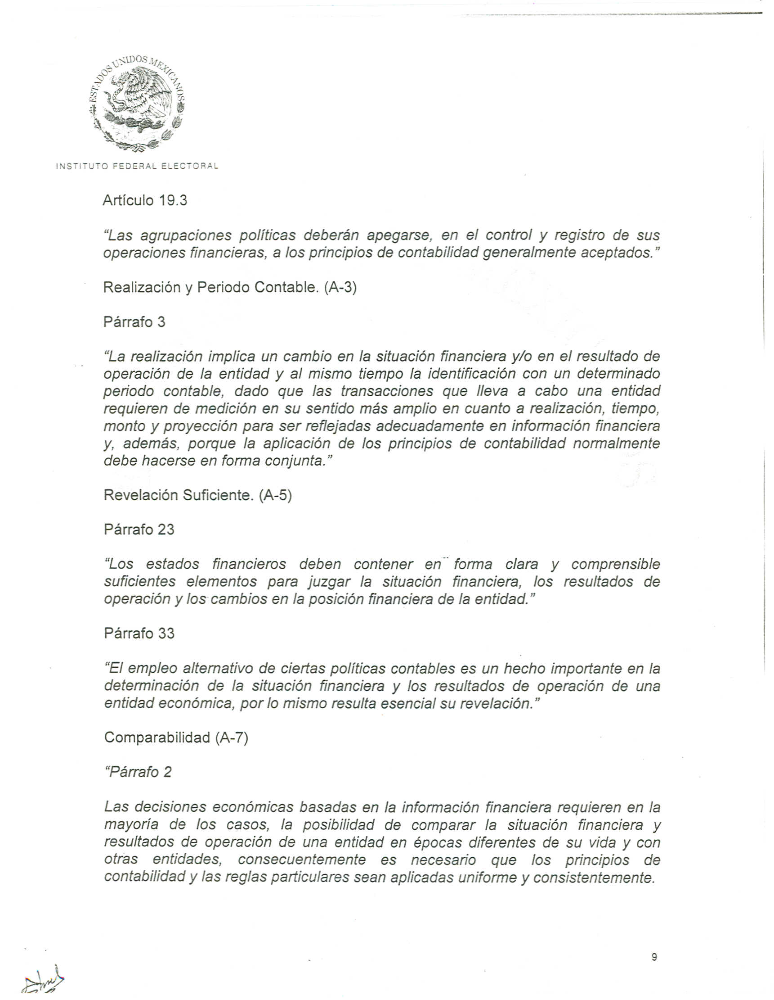 ESTADOS UNIDOS MEXICANOS
INSTITUTO FEDERAL ELECTORAL
Artículo 19.3
“Las agrupaciones políticas deberán apegarse, en el control y registro de sus
operaciones financieras, a los principios de contabilidad generalmente aceptados.”
Realización y Periodo Contable. (A-3)
Párrafo 3
“La realización implica un cambio en la situación financiera y/o en el resultado de
operación de la entidad y al mismo tiempo la identificación con un determinado
periodo contable, dado que las transacciones que lleva a cabo una entidad
requieren de medición en su sentido más amplio en cuanto a realización, tiempo,
monto y proyección para ser reflejadas adecuadamente en información financiera
y, además, porque la aplicación de los principios de contabilidad normalmente
debe hacerse en forma conjunta.”
Revelación Suficiente. (A-5)
Párrafo 23
“Los estados financieros deben contener en forma clara y comprensible
suficientes elementos para juzgar la situación financiera, los resultados de
operación y los cambios en la posición financiera de la entidad.”
Párrafo 33
“El empleo alternativo de ciertas políticas contables es un hecho importante en la
determinación de la situación financiera y los resultados de operación de una
entidad económica, por lo mismo resulta esencial su revelación.”
Comparabilidad (A-7)
“Párrafo 2
Las decisiones económicas basadas en la información financiera requieren en la
mayoría de los casos, la posibilidad de comparar la situación financiera y
resultados de operación de una entidad en épocas diferentes de su vida y con
otras entidades, consecuentemente es necesario que los principios de
contabilidad y las reglas particulares sean aplicadas uniforme y consistentemente.
9